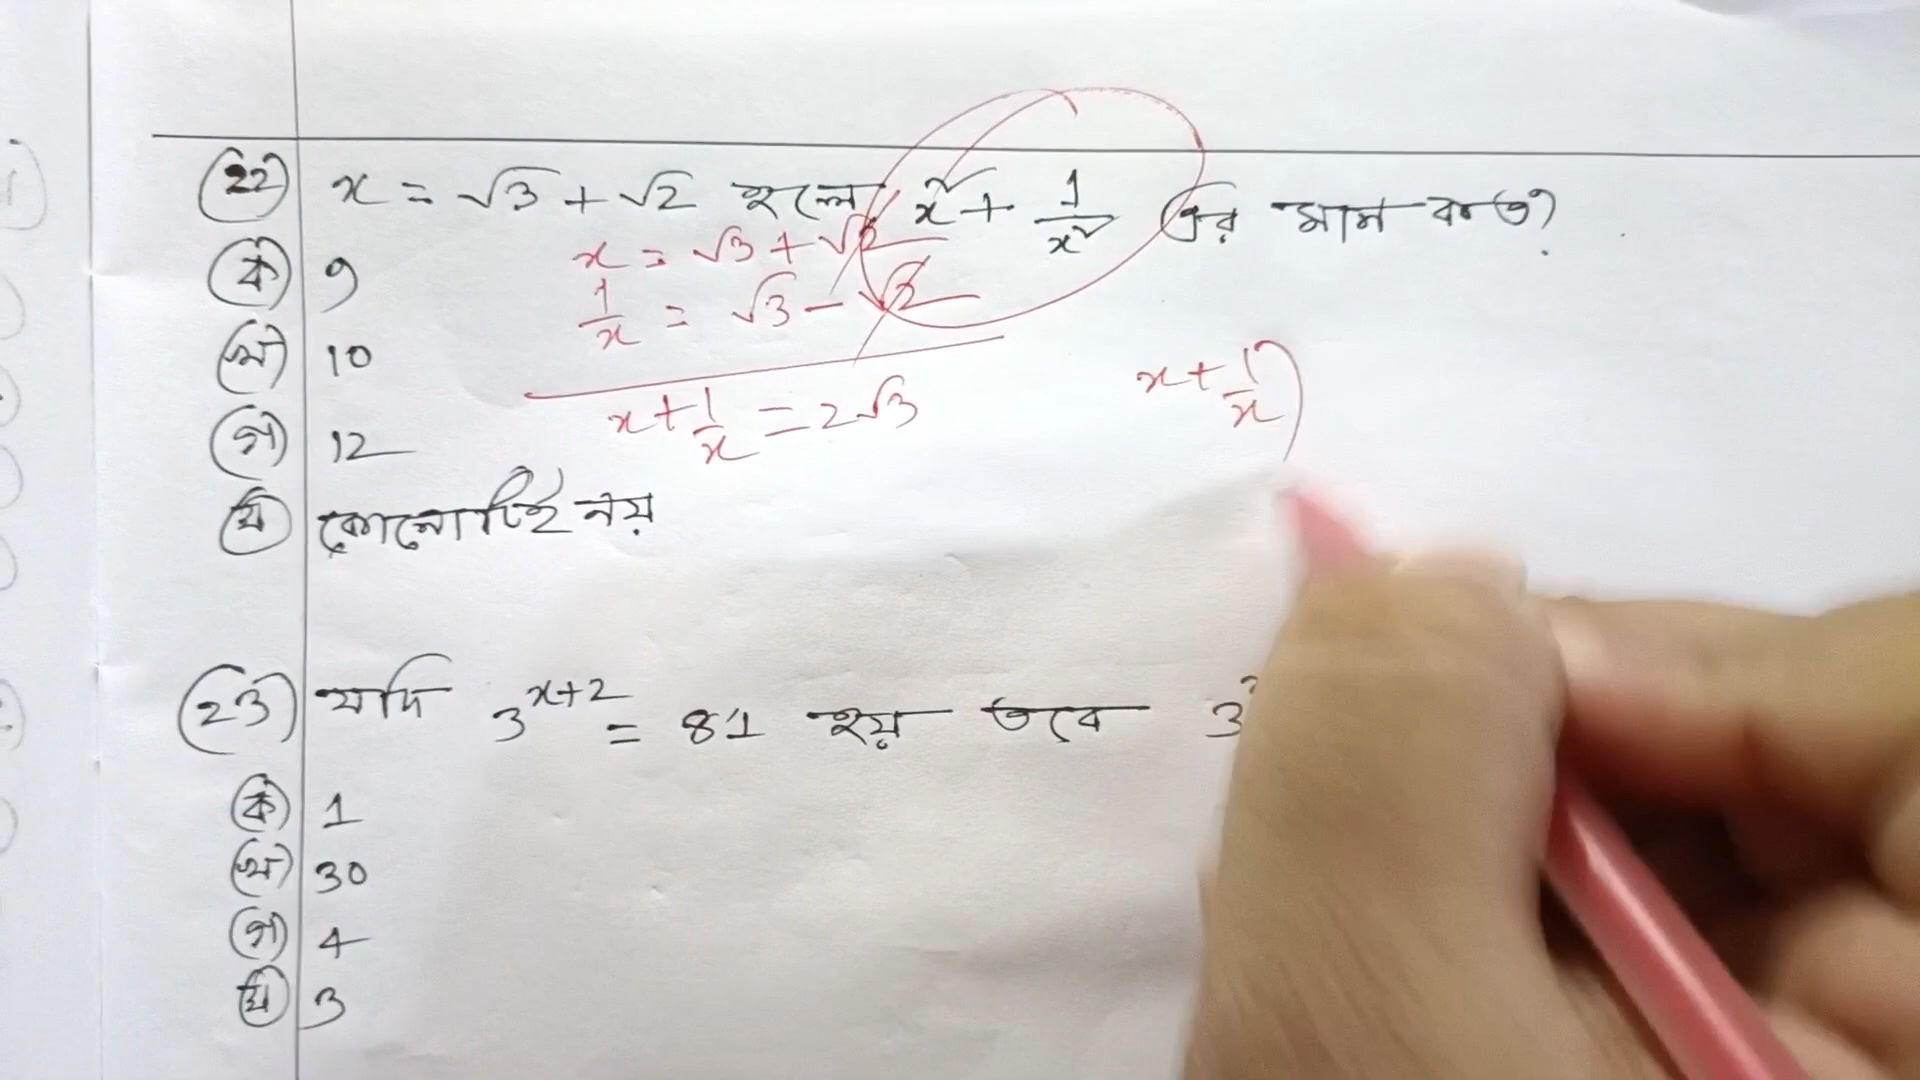 (22) x = √3 + √2 হলে x² + 1/x² এর মান কত?
x = √3 + √2
(ক) 9
1/x = √3 - √2
(খ) 10
x + 1/x = 2√3
x + 1/x)
(গ) 12
(ঘ) কোনোটিই নয়
(23) যদি 3^(x+2) = 81 হয় তবে 3
(ক) 1
(খ) 30
(গ) 4
(ঘ) 3